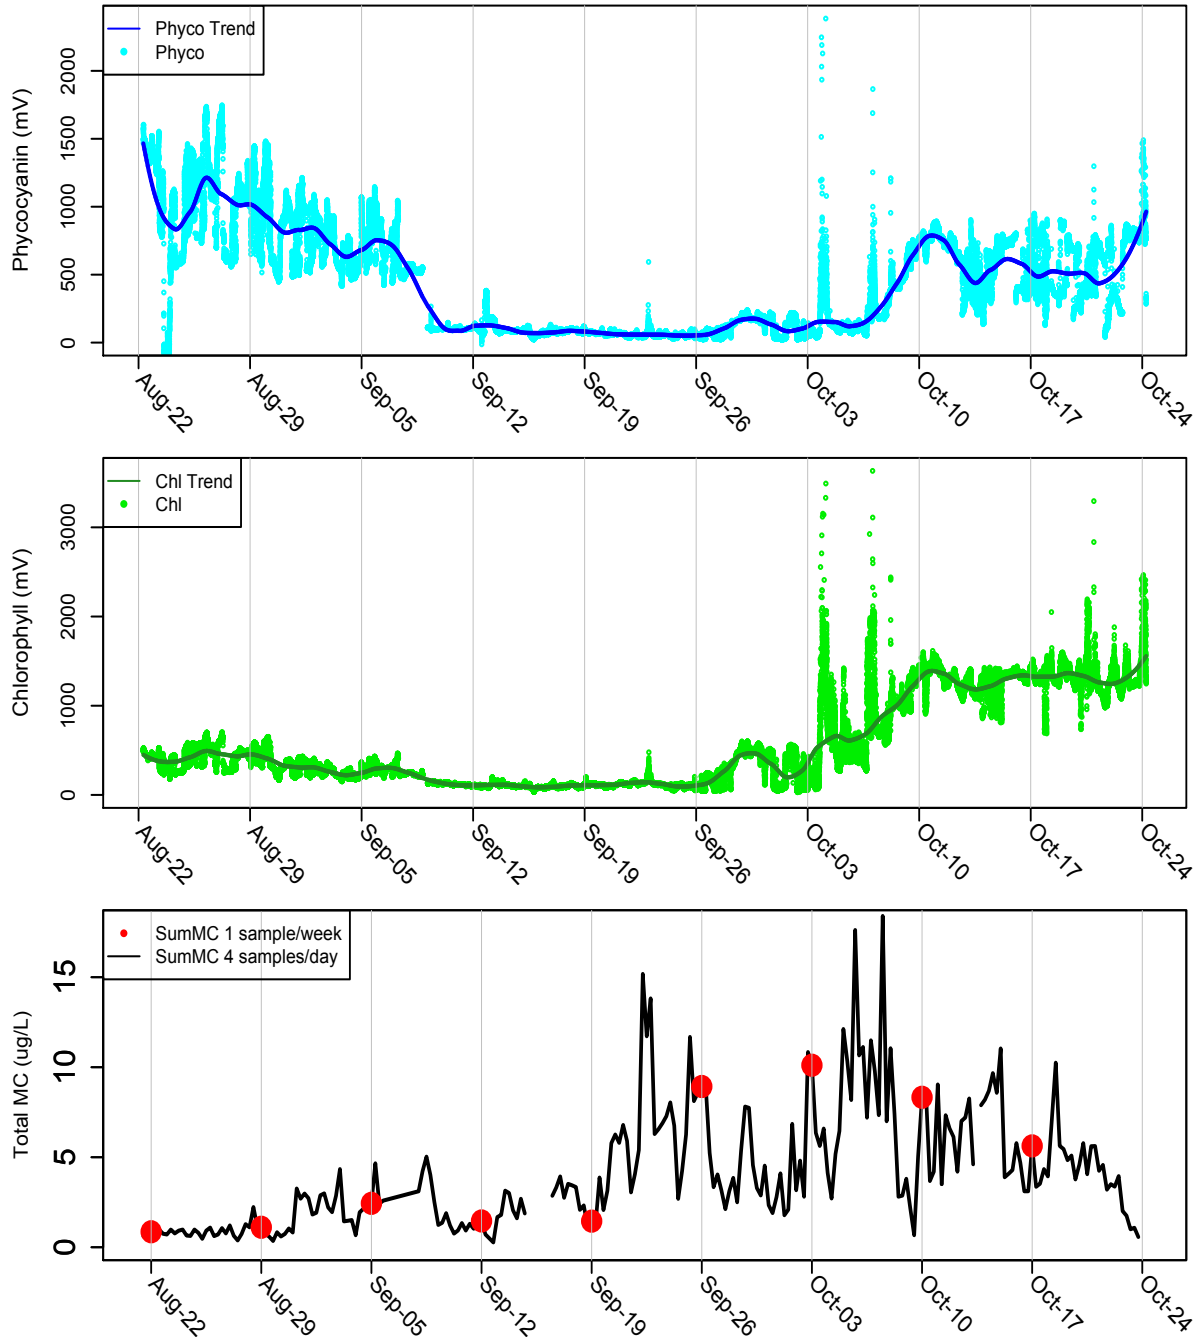 Phyco Trend
Phyco
Phycocyanin (mV)
2000
1500
1000
500
0
Aug-22
Aug-29
Sep-05
Sep-12
Sep-19
Sep-26
Oct-03
Oct-10
Oct-17
Oct-24
Chl Trend
Chl
Chlorophyll (mV)
3000
2000
1000
0
Aug-22
Aug-29
Sep-05
Sep-12
Sep-19
Sep-26
Oct-03
Oct-10
Oct-17
Oct-24
SumMC 1 sample/week
SumMC 4 samples/day
Total MC (ug/L)
15
10
5
0
Aug-22
Aug-29
Sep-05
Sep-12
Sep-19
Sep-26
Oct-03
Oct-10
Oct-17
Oct-24